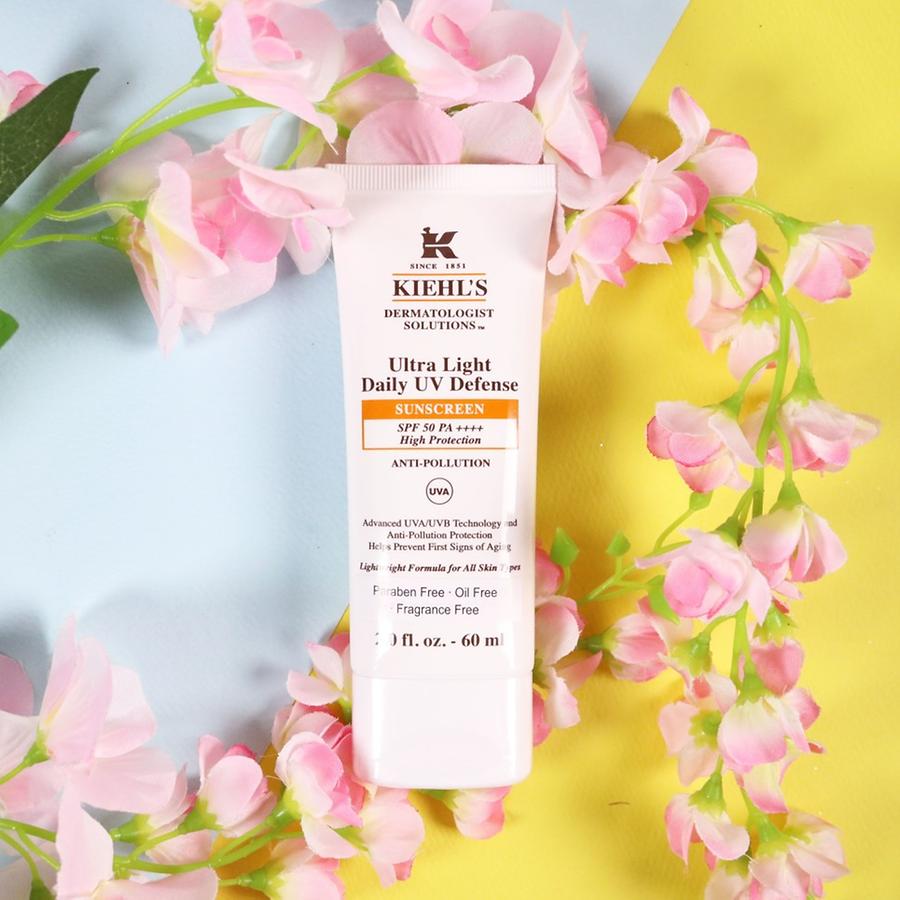 K
SINCE 1851
KIEHL'S
DERMATOLOGIST
SOLUTIONS™
Ultra Light
Daily UV Defense
SUNSCREEN
SPF 50 PA ++++
High Protection
ANTI-POLLUTION
UVA
Advanced UVA/UVB Technology and
Anti-Pollution Protection
Helps Prevent First Signs of Aging
Lightweight Formula for All Skin Types
Paraben Free · Oil Free
· Fragrance Free
fl. oz. - 60 ml